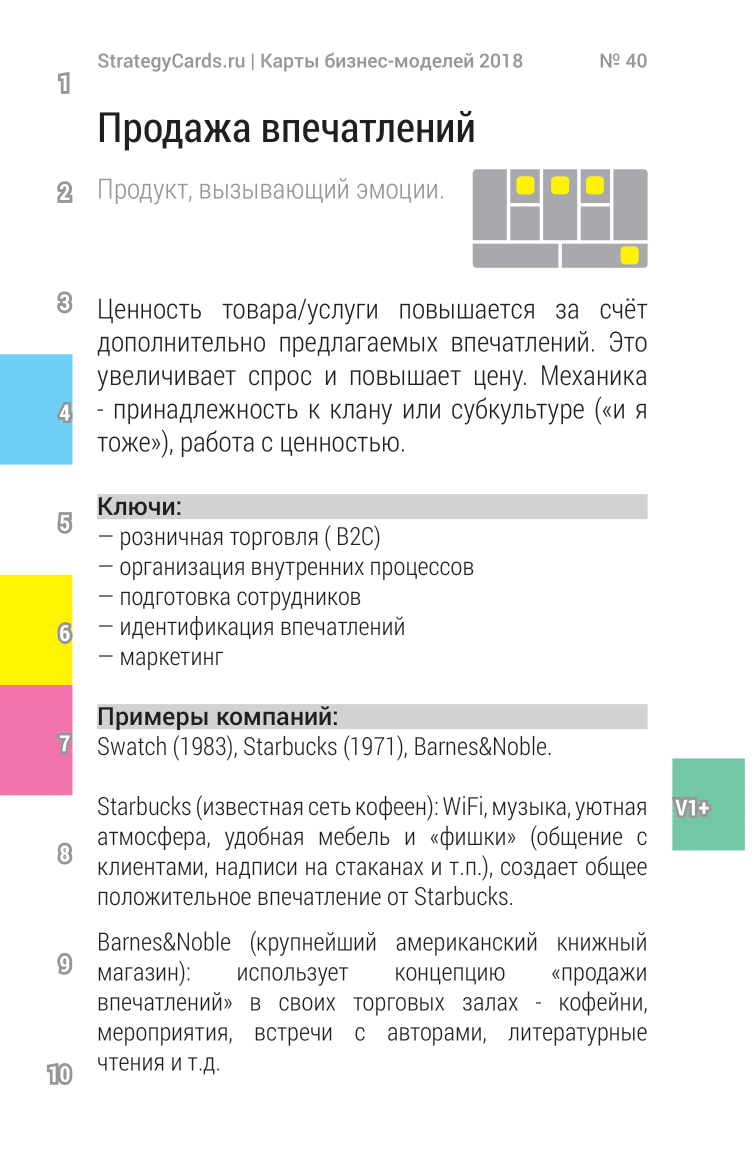 StrategyCards.ru | Карты бизнес-моделей 2018 № 40
1
Продажа впечатлений
2
Продукт, вызывающий эмоции.
3
Ценность товара/услуги повышается за счёт
дополнительно предлагаемых впечатлений. Это
увеличивает спрос и повышает цену. Механика
4
- принадлежность к клану или субкультуре («и я
тоже»), работа с ценностью.
Ключи:
5
— розничная торговля ( B2C)
— организация внутренних процессов
— подготовка сотрудников
6
— идентификация впечатлений
— маркетинг
Примеры компаний:
7
Swatch (1983), Starbucks (1971), Barnes&Noble.
Starbucks (известная сеть кофеен): WiFi, музыка, уютная
V1+
атмосфера, удобная мебель и «фишки» (общение с
8
клиентами, надписи на стаканах и т.п.), создает общее
положительное впечатление от Starbucks.
Barnes&Noble (крупнейший американский книжный
9
магазин): использует концепцию «продажи
впечатлений» в своих торговых залах - кофейни,
мероприятия, встречи с авторами, литературные
чтения и т.д.
10